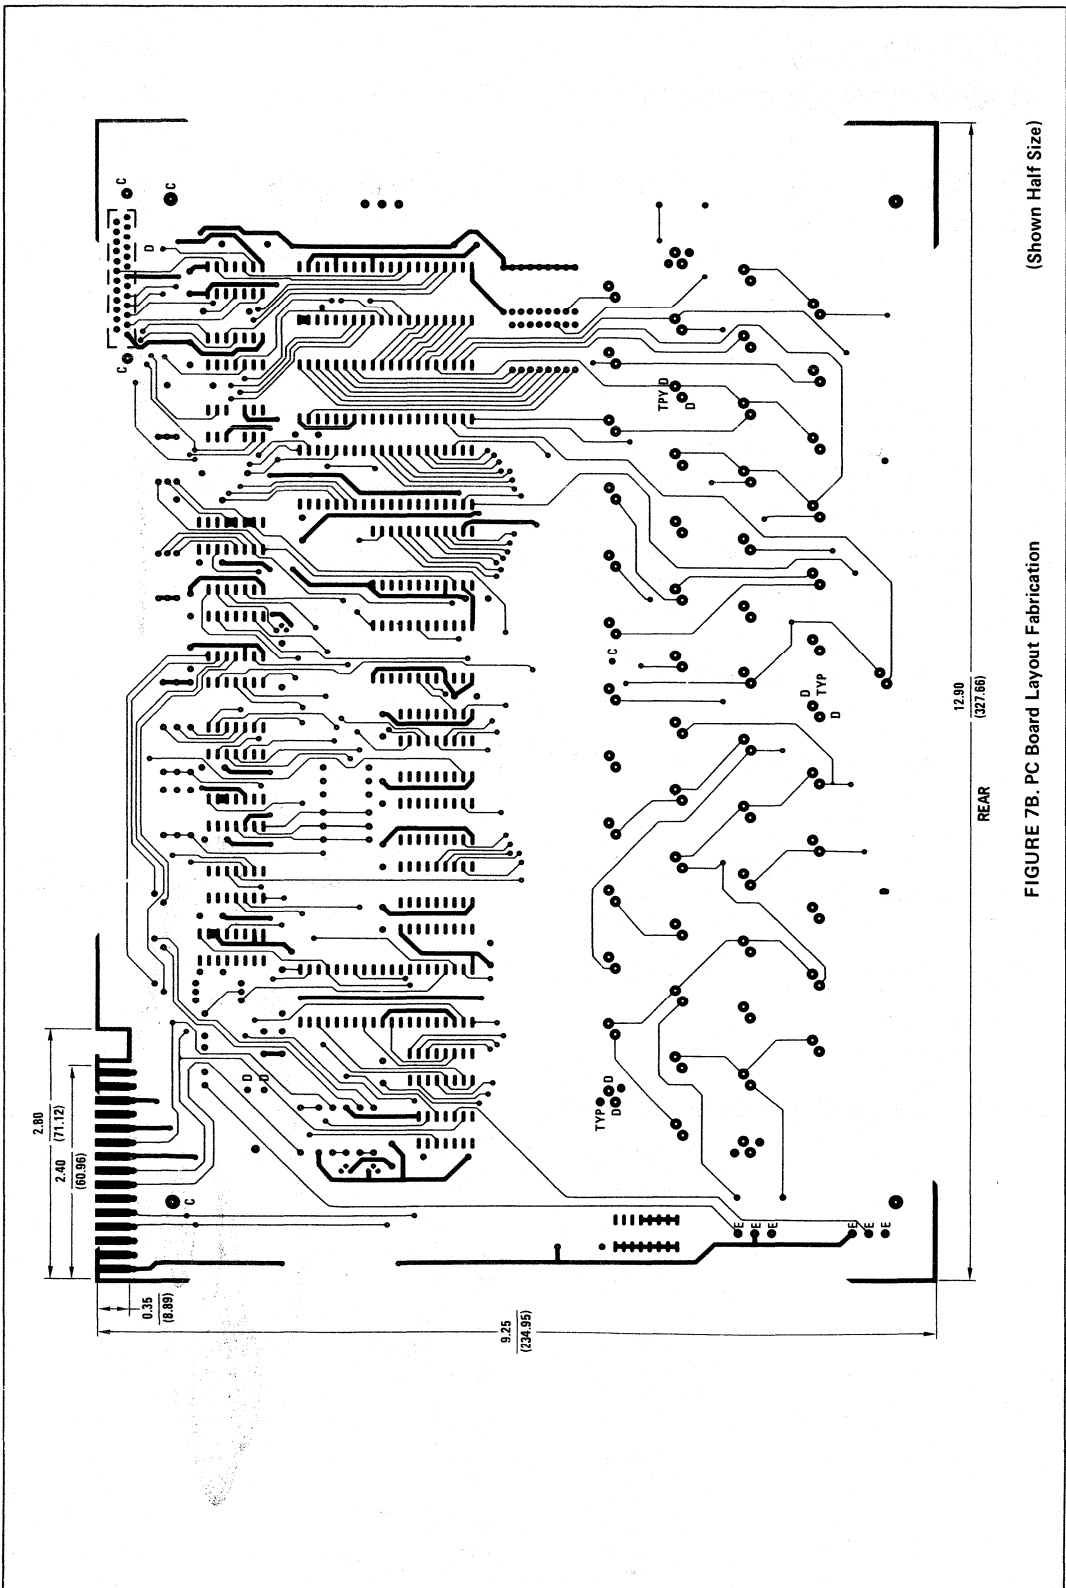 C
C
D
C
(Shown Half Size)
TPY D
D
C
D
TYP
D
FIGURE 7B. PC Board Layout Fabrication
12.90
(327.66)
REAR
D
D
TYP
D
D
C
2.80
(71.12)
2.40
(60.96)
0.35
(8.89)
9.25
(234.95)
E
E
E
E
E
E